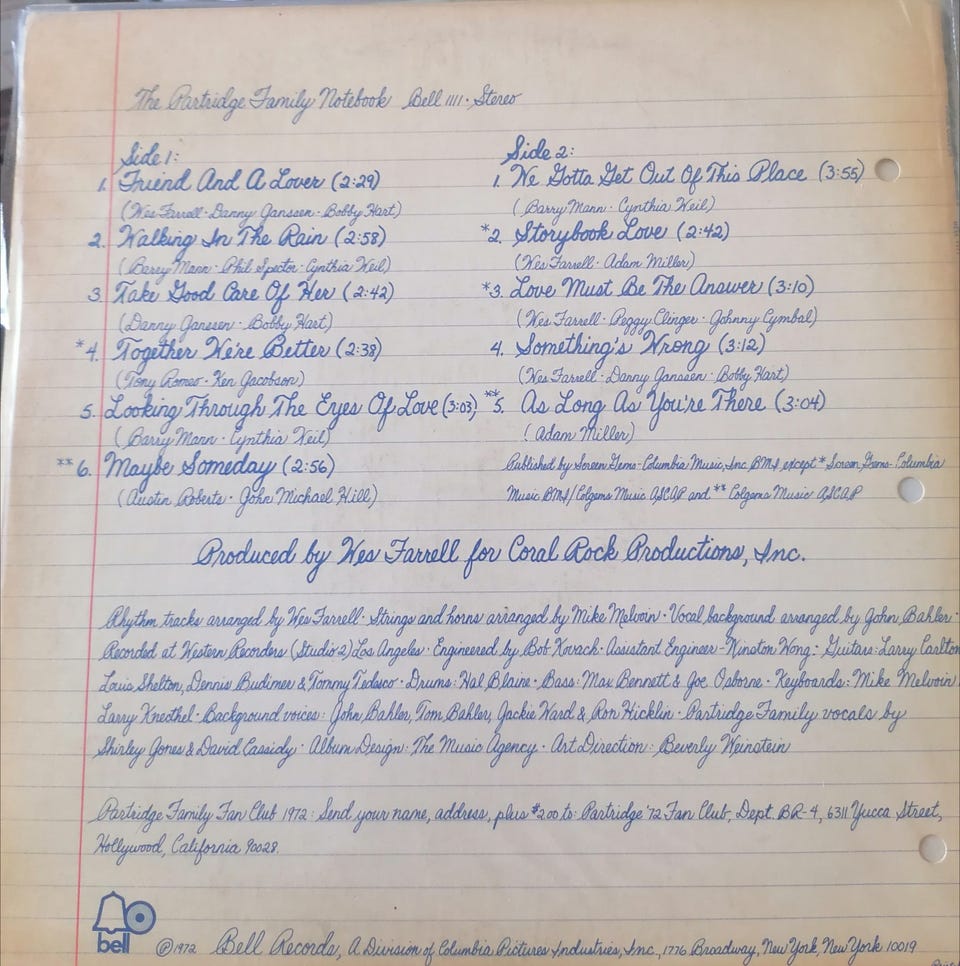 The Partridge Family Notebook Bell 1111 · Stereo
Side 1:
1. Friend And A Lover (2:29)
(Wes Farrell · Danny Janssen · Bobby Hart)
2. Walking In The Rain (2:58)
(Barry Mann · Phil Spector · Cynthia Weil)
3. Take Good Care Of Her (2:42)
(Danny Janssen · Bobby Hart)
*4. Together We're Better (2:38)
(Tony Romeo · Ken Jacobson)
5. Looking Through The Eyes Of Love (3:03)
(Barry Mann · Cynthia Weil)
**6. Maybe Someday (2:56)
(Austin Roberts · John Michael Hill)
Side 2:
1. We Gotta Get Out Of This Place (3:55)
(Barry Mann · Cynthia Weil)
*2. Storybook Love (2:42)
(Wes Farrell · Adam Miller)
*3. Love Must Be The Answer (3:10)
(Wes Farrell · Peggy Clinger · Johnny Cymbal)
4. Something's Wrong (3:12)
(Wes Farrell · Danny Janssen · Bobby Hart)
**5. As Long As You're There (3:04)
(Adam Miller)
Published by Screen Gems-Columbia Music, Inc. BMI, except * Screen Gems-Columbia
Music BMI/Colgems Music ASCAP and ** Colgems Music ASCAP
Produced by Wes Farrell for Coral Rock Productions, Inc.
Rhythm tracks arranged by Wes Farrell · Strings and horns arranged by Mike Melvoin · Vocal background arranged by John Bahler ·
Recorded at Western Recorders (Studio 2) Los Angeles · Engineered by Bob Kovach · Assistant Engineer - Winston Wong · Guitars: Larry Carlton
Louis Shelton, Dennis Budimer & Tommy Tedesco · Drums: Hal Blaine · Bass: Max Bennett & Joe Osborne · Keyboards: Mike Melvoin
Larry Knecthel · Background voices: John Bahler, Tom Bahler, Jackie Ward & Ron Hicklin · Partridge Family vocals by
Shirley Jones & David Cassidy · Album Design: The Music Agency · Art Direction: Beverly Weinstein
Partridge Family Fan Club 1972: Send your name, address, plus $2.00 to: Partridge '72 Fan Club, Dept. BR-4, 6311 Yucca Street,
Hollywood, California 90028.
bell
℗ 1972 Bell Records, A Division of Columbia Pictures Industries, Inc., 1776 Broadway, New York, New York 10019